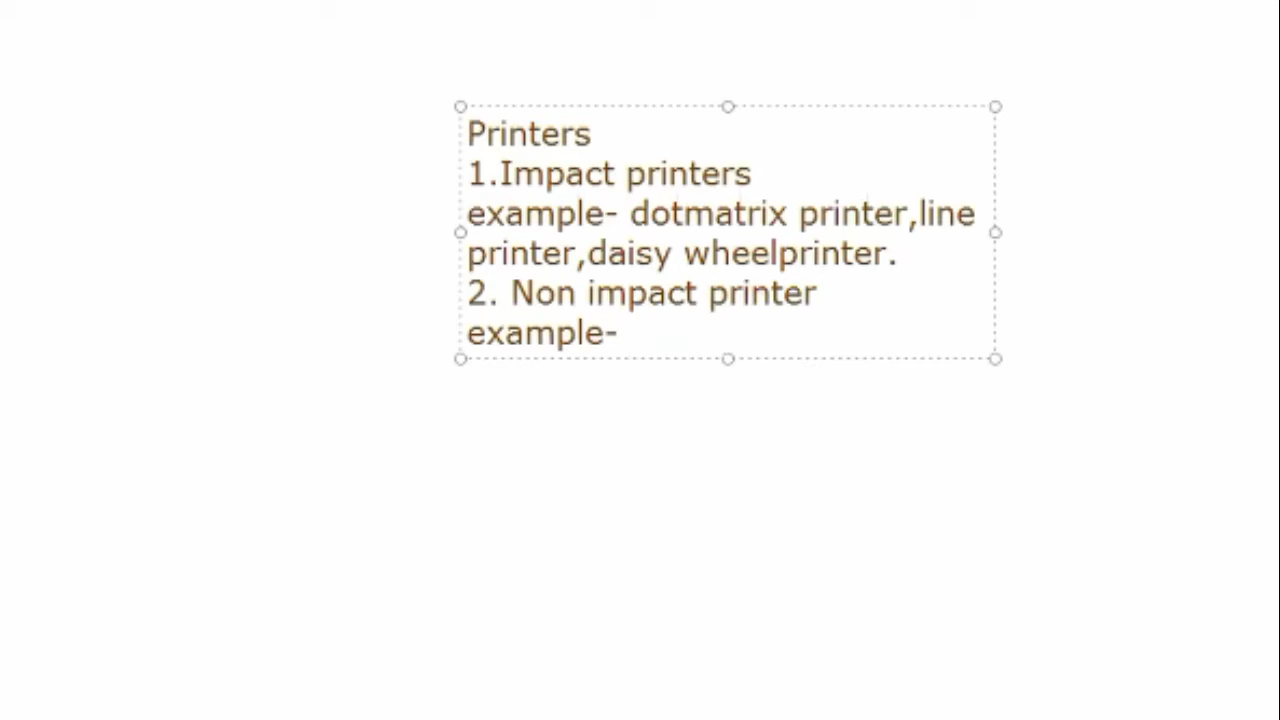 Printers
1.Impact printers
example- dotmatrix printer,line
printer,daisy wheelprinter.
2. Non impact printer
example-